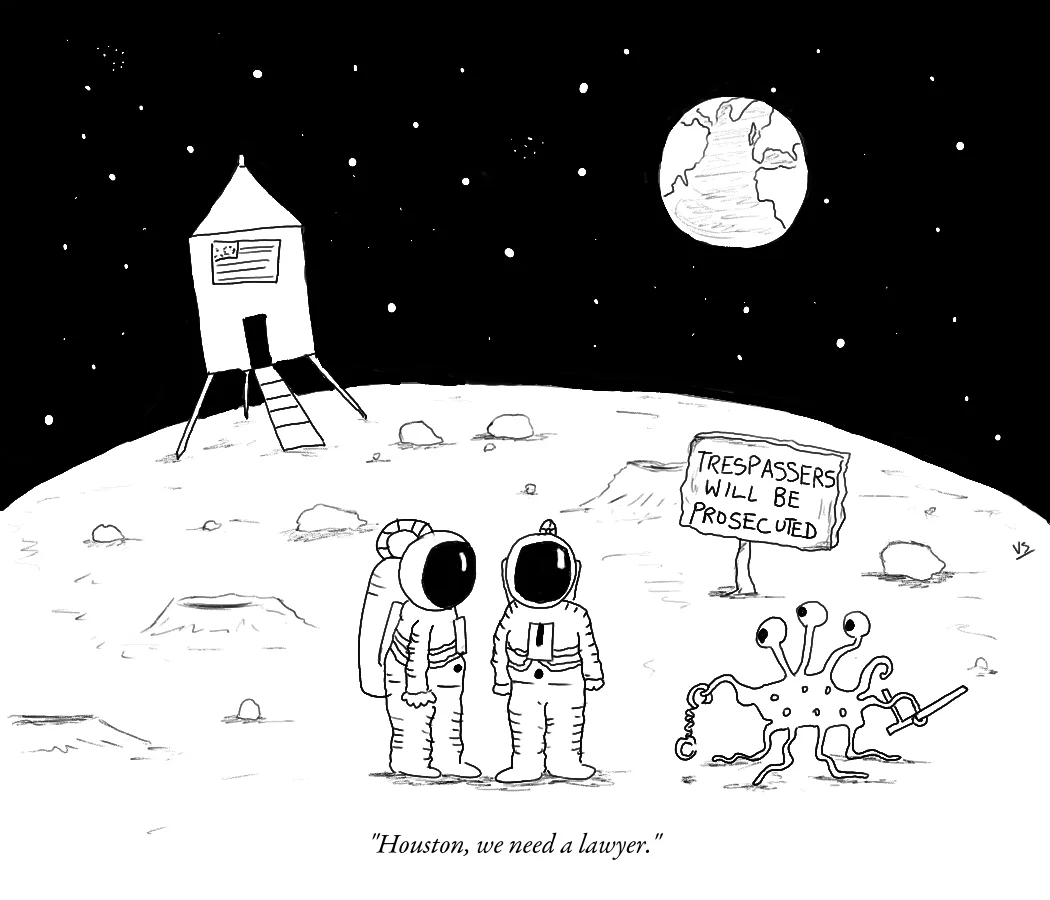 TRESPASSERS
WILL BE
PROSECUTED
VS
"Houston, we need a lawyer."